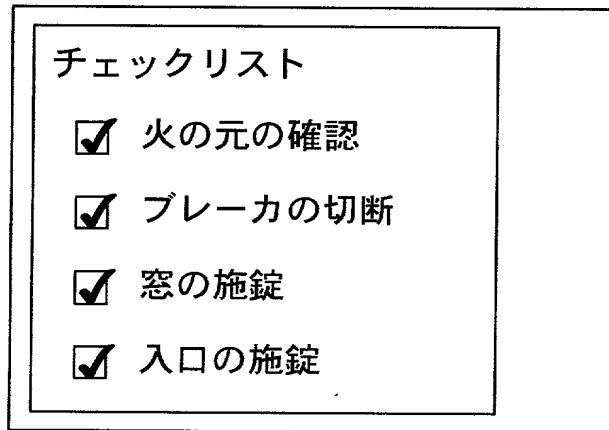 チェックリスト
☑ 火の元の確認
☑ ブレーカの切断
☑ 窓の施錠
☑ 入口の施錠